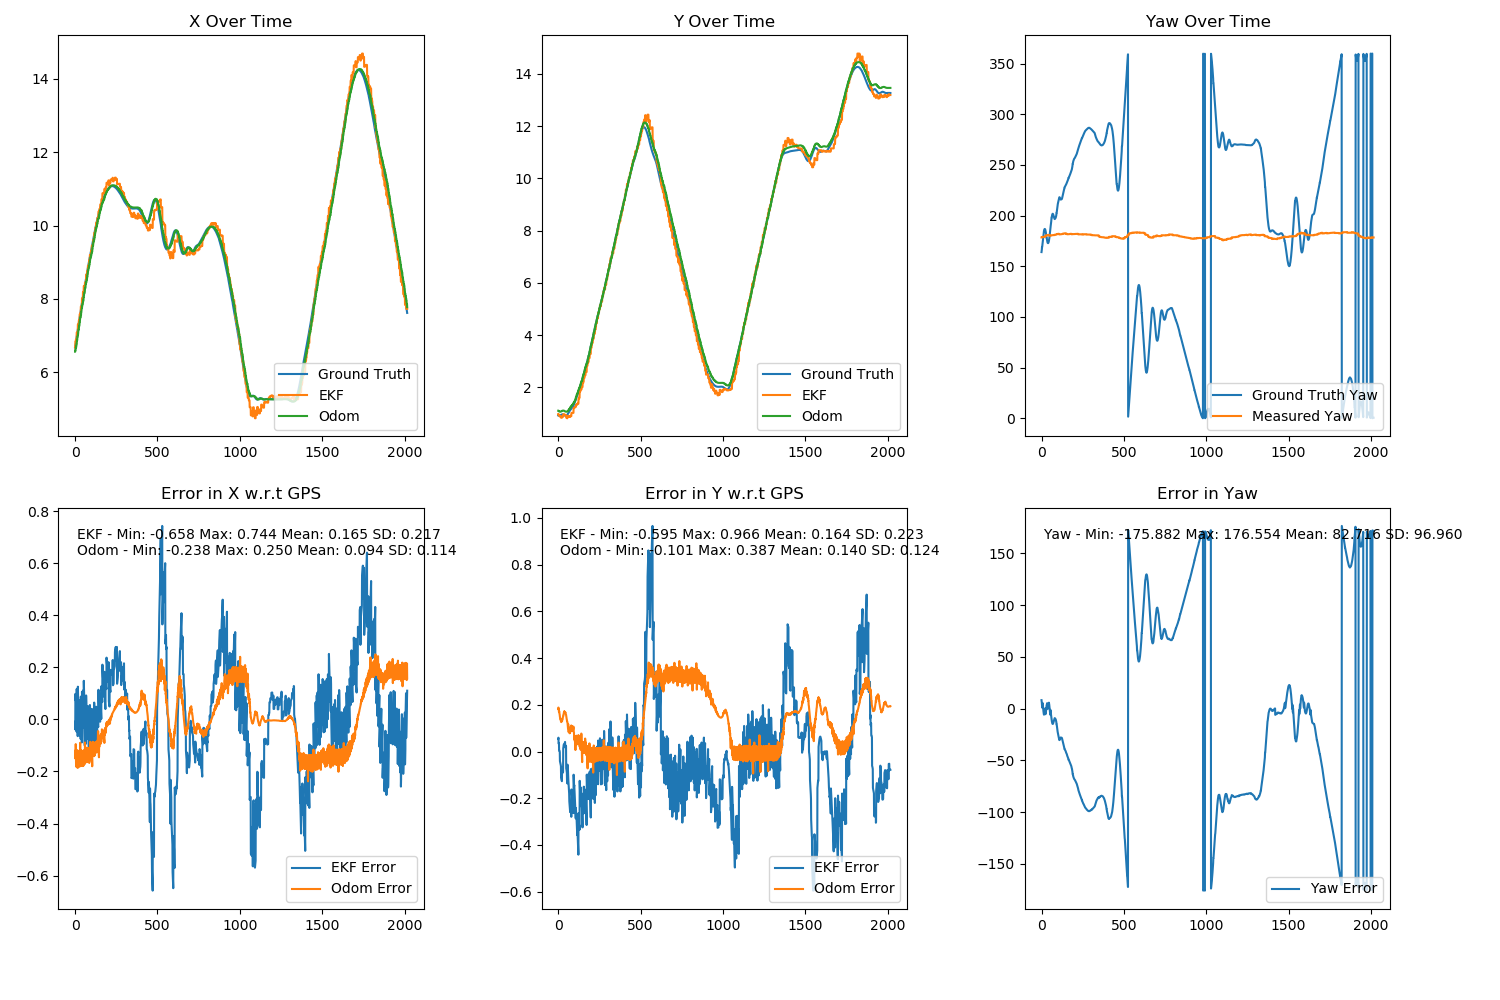 X Over Time
Y Over Time
Yaw Over Time
14
12
10
8
6
0 500 1000 1500 2000
Ground Truth
EKF
Odom
14
12
10
8
6
4
2
0 500 1000 1500 2000
Ground Truth
EKF
Odom
350
300
250
200
150
100
50
0
0 500 1000 1500 2000
Ground Truth Yaw
Measured Yaw
Error in X w.r.t GPS
Error in Y w.r.t GPS
Error in Yaw
EKF - Min: -0.658 Max: 0.744 Mean: 0.165 SD: 0.217
Odom - Min: -0.238 Max: 0.250 Mean: 0.094 SD: 0.114
0.8
0.6
0.4
0.2
0.0
−0.2
−0.4
−0.6
0 500 1000 1500 2000
EKF Error
Odom Error
EKF - Min: -0.595 Max: 0.966 Mean: 0.164 SD: 0.223
Odom - Min: -0.101 Max: 0.387 Mean: 0.140 SD: 0.124
1.0
0.8
0.6
0.4
0.2
0.0
−0.2
−0.4
−0.6
0 500 1000 1500 2000
EKF Error
Odom Error
Yaw - Min: -175.882 Max: 176.554 Mean: 82.716 SD: 96.960
150
100
50
0
−50
−100
−150
0 500 1000 1500 2000
Yaw Error